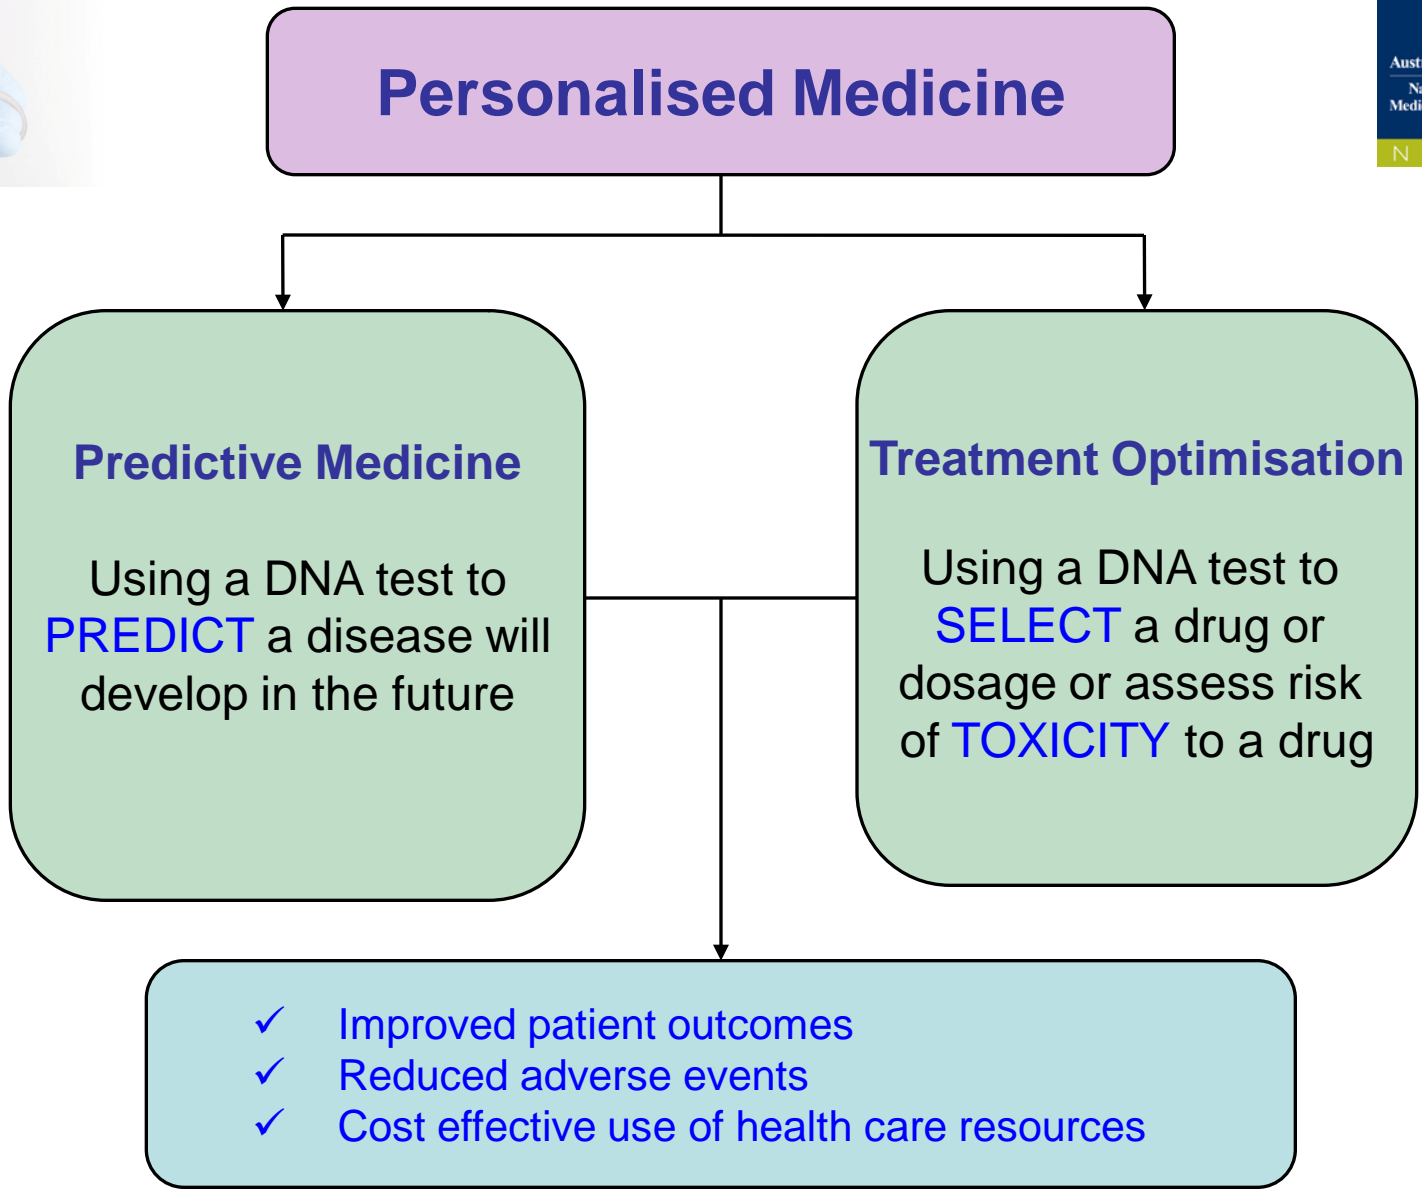 Personalised Medicine
Predictive Medicine
Using a DNA test to
PREDICT a disease will
develop in the future
Treatment Optimisation
Using a DNA test to
SELECT a drug or
dosage or assess risk
of TOXICITY to a drug
✓ Improved patient outcomes
✓ Reduced adverse events
✓ Cost effective use of health care resources